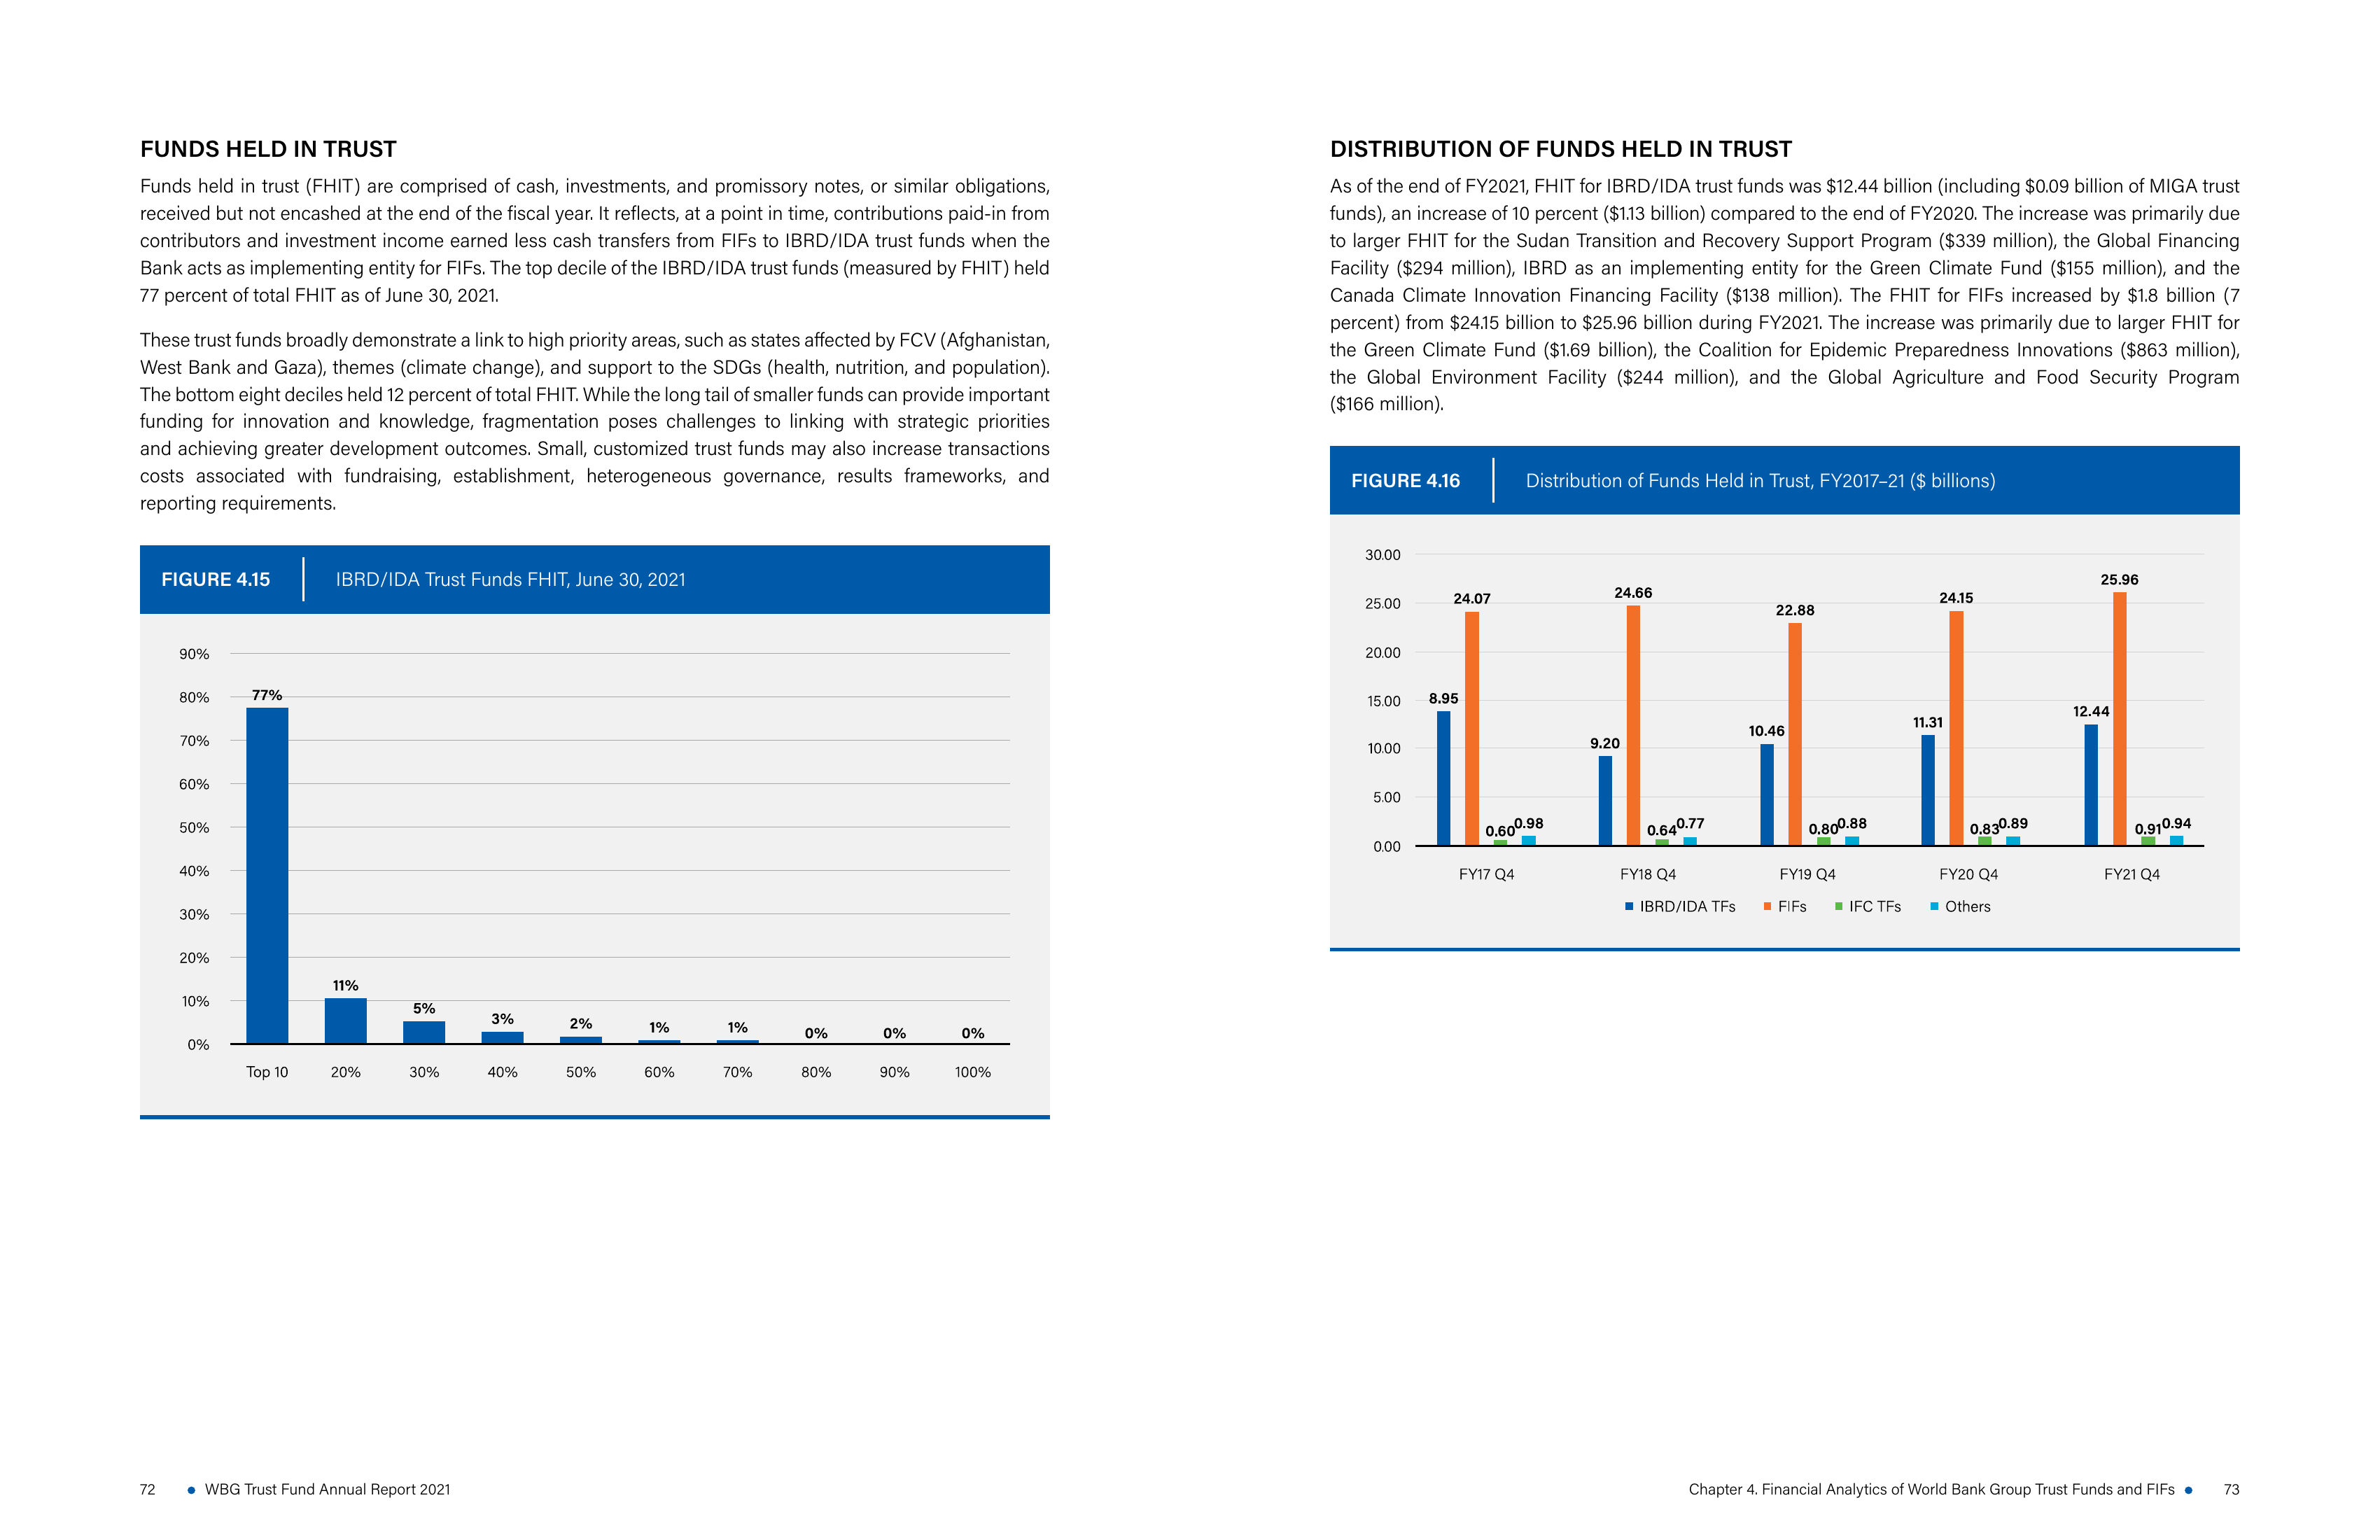 FUNDS HELD IN TRUST
Funds held in trust (FHIT) are comprised of cash, investments, and promissory notes, or similar obligations,
received but not encashed at the end of the fiscal year. It reflects, at a point in time, contributions paid-in from
contributors and investment income earned less cash transfers from FIFs to IBRD/IDA trust funds when the
Bank acts as implementing entity for FIFs. The top decile of the IBRD/IDA trust funds (measured by FHIT) held
77 percent of total FHIT as of June 30, 2021.
These trust funds broadly demonstrate a link to high priority areas, such as states affected by FCV (Afghanistan,
West Bank and Gaza), themes (climate change), and support to the SDGs (health, nutrition, and population).
The bottom eight deciles held 12 percent of total FHIT. While the long tail of smaller funds can provide important
funding for innovation and knowledge, fragmentation poses challenges to linking with strategic priorities
and achieving greater development outcomes. Small, customized trust funds may also increase transactions
costs associated with fundraising, establishment, heterogeneous governance, results frameworks, and
reporting requirements.
FIGURE 4.15 IBRD/IDA Trust Funds FHIT, June 30, 2021
90%
80%
70%
60%
50%
40%
30%
20%
10%
0%
77%
11%
5%
3%
2%
1%
1%
0%
0%
0%
Top 10 20% 30% 40% 50% 60% 70% 80% 90% 100%
72 • WBG Trust Fund Annual Report 2021
DISTRIBUTION OF FUNDS HELD IN TRUST
As of the end of FY2021, FHIT for IBRD/IDA trust funds was $12.44 billion (including $0.09 billion of MIGA trust
funds), an increase of 10 percent ($1.13 billion) compared to the end of FY2020. The increase was primarily due
to larger FHIT for the Sudan Transition and Recovery Support Program ($339 million), the Global Financing
Facility ($294 million), IBRD as an implementing entity for the Green Climate Fund ($155 million), and the
Canada Climate Innovation Financing Facility ($138 million). The FHIT for FIFs increased by $1.8 billion (7
percent) from $24.15 billion to $25.96 billion during FY2021. The increase was primarily due to larger FHIT for
the Green Climate Fund ($1.69 billion), the Coalition for Epidemic Preparedness Innovations ($863 million),
the Global Environment Facility ($244 million), and the Global Agriculture and Food Security Program
($166 million).
FIGURE 4.16 Distribution of Funds Held in Trust, FY2017–21 ($ billions)
30.00
25.00
20.00
15.00
10.00
5.00
0.00
8.95 24.07 0.60 0.98
9.20 24.66 0.64 0.77
10.46 22.88 0.80 0.88
11.31 24.15 0.83 0.89
12.44 25.96 0.91 0.94
FY17 Q4 FY18 Q4 FY19 Q4 FY20 Q4 FY21 Q4
IBRD/IDA TFs FIFs IFC TFs Others
Chapter 4. Financial Analytics of World Bank Group Trust Funds and FIFs • 73